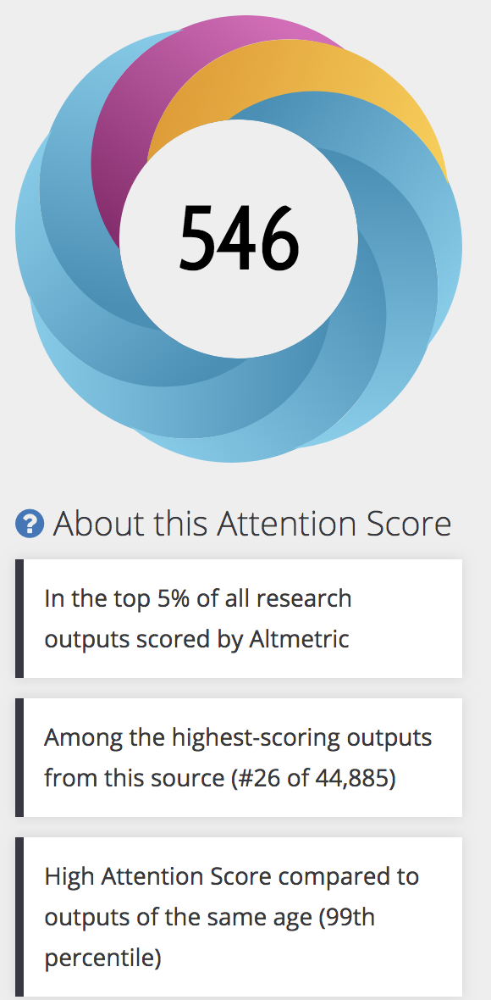 546
? About this Attention Score
In the top 5% of all research
outputs scored by Altmetric
Among the highest-scoring outputs
from this source (#26 of 44,885)
High Attention Score compared to
outputs of the same age (99th
percentile)